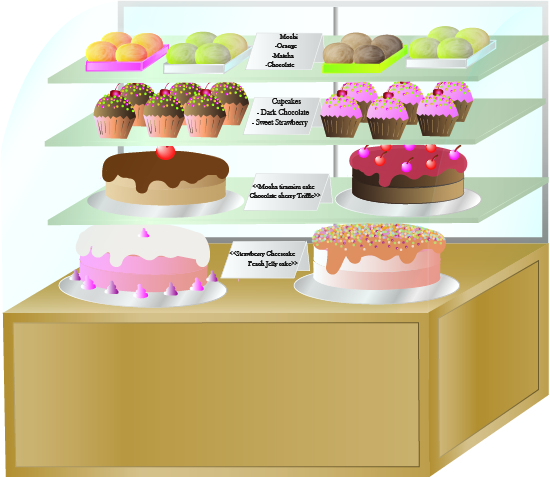 Mochi
-Orange
-Matcha
-Chocolate
Cupcakes
- Dark Chocolate
- Sweet Strawberry
<<Mocha tiramisu cake
Chocolate cherry Triffle>>
<<Strawberry Cheesecake
Peach Jelly cake>>